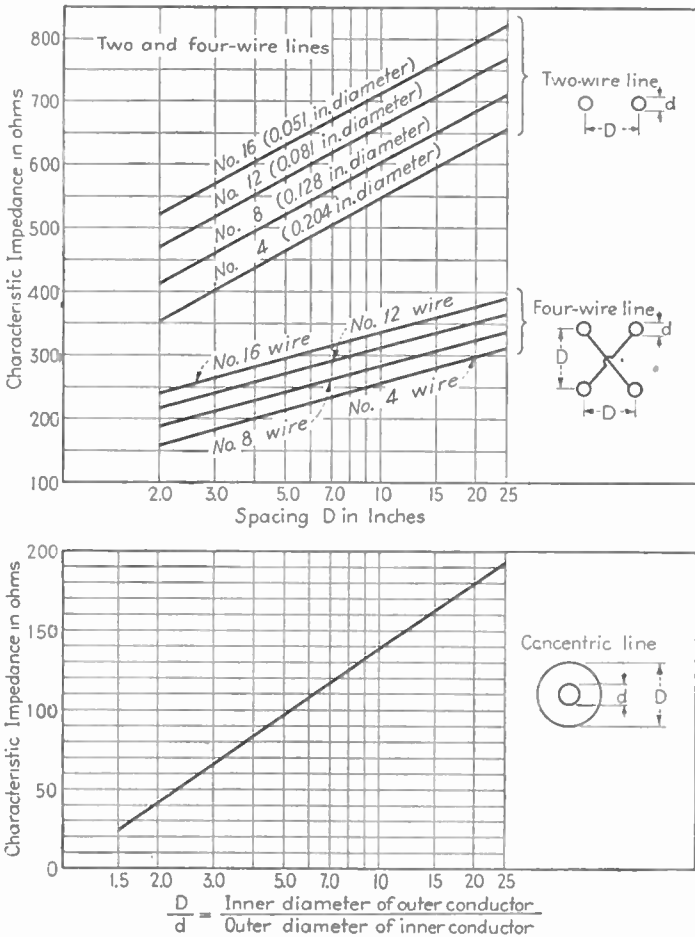 Two and four-wire lines
Characteristic Impedance in ohms
800
700
600
500
400
300
200
100
No. 16 (0.051 in. diameter)
No. 12 (0.081 in. diameter)
No. 8 (0.128 in. diameter)
No. 4 (0.204 in. diameter)
No. 16 wire
No. 12 wire
No. 8 wire
No. 4 wire
2.0 3.0 5.0 7.0 10 15 20 25
Spacing D in Inches
Two-wire line
d
D
Four-wire line
d
D
D
Characteristic Impedance in ohms
200
150
100
50
0
1.5 2.0 3.0 5.0 7.0 10 15 20 25
Cancentric line
d D
D/d = Inner diameter of outer conductor
Outer diameter of inner conductor